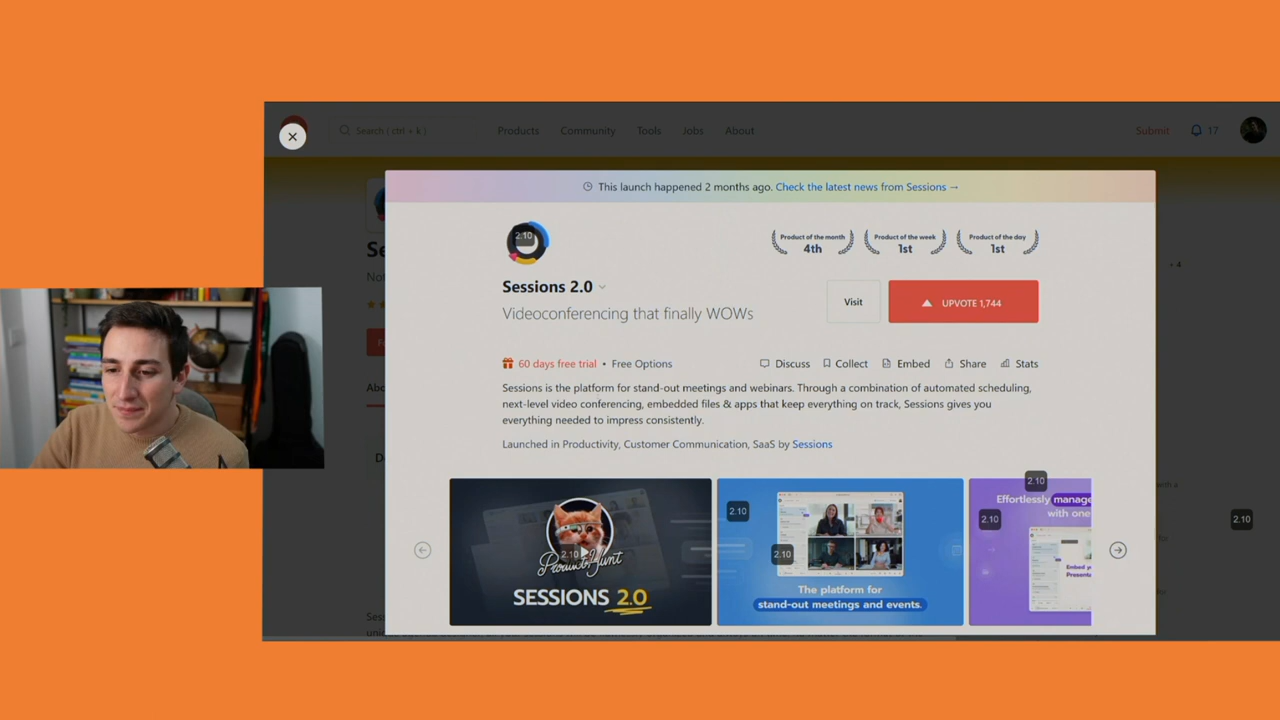 Search ( ctrl + k )
Products
Community
Tools
Jobs
About
Submit
17
This launch happened 2 months ago. Check the latest news from Sessions →
2.10
Product of the month
4th
Product of the week
1st
Product of the day
1st
+ 4
Sessions 2.0
Videoconferencing that finally WOWs
Visit
UPVOTE 1,744
60 days free trial • Free Options
Discuss
Collect
Embed
Share
Stats
Sessions is the platform for stand-out meetings and webinars. Through a combination of automated scheduling,
next-level video conferencing, embedded files & apps that keep everything on track, Sessions gives you
everything needed to impress consistently.
Launched in Productivity, Customer Communication, SaaS by Sessions
2.10
Product Hunt
SESSIONS 2.0
2.10
2.10
The platform for
stand-out meetings and events.
2.10
Effortlessly manage
with one
2.10
Embed y
Presenta
with a
2.10